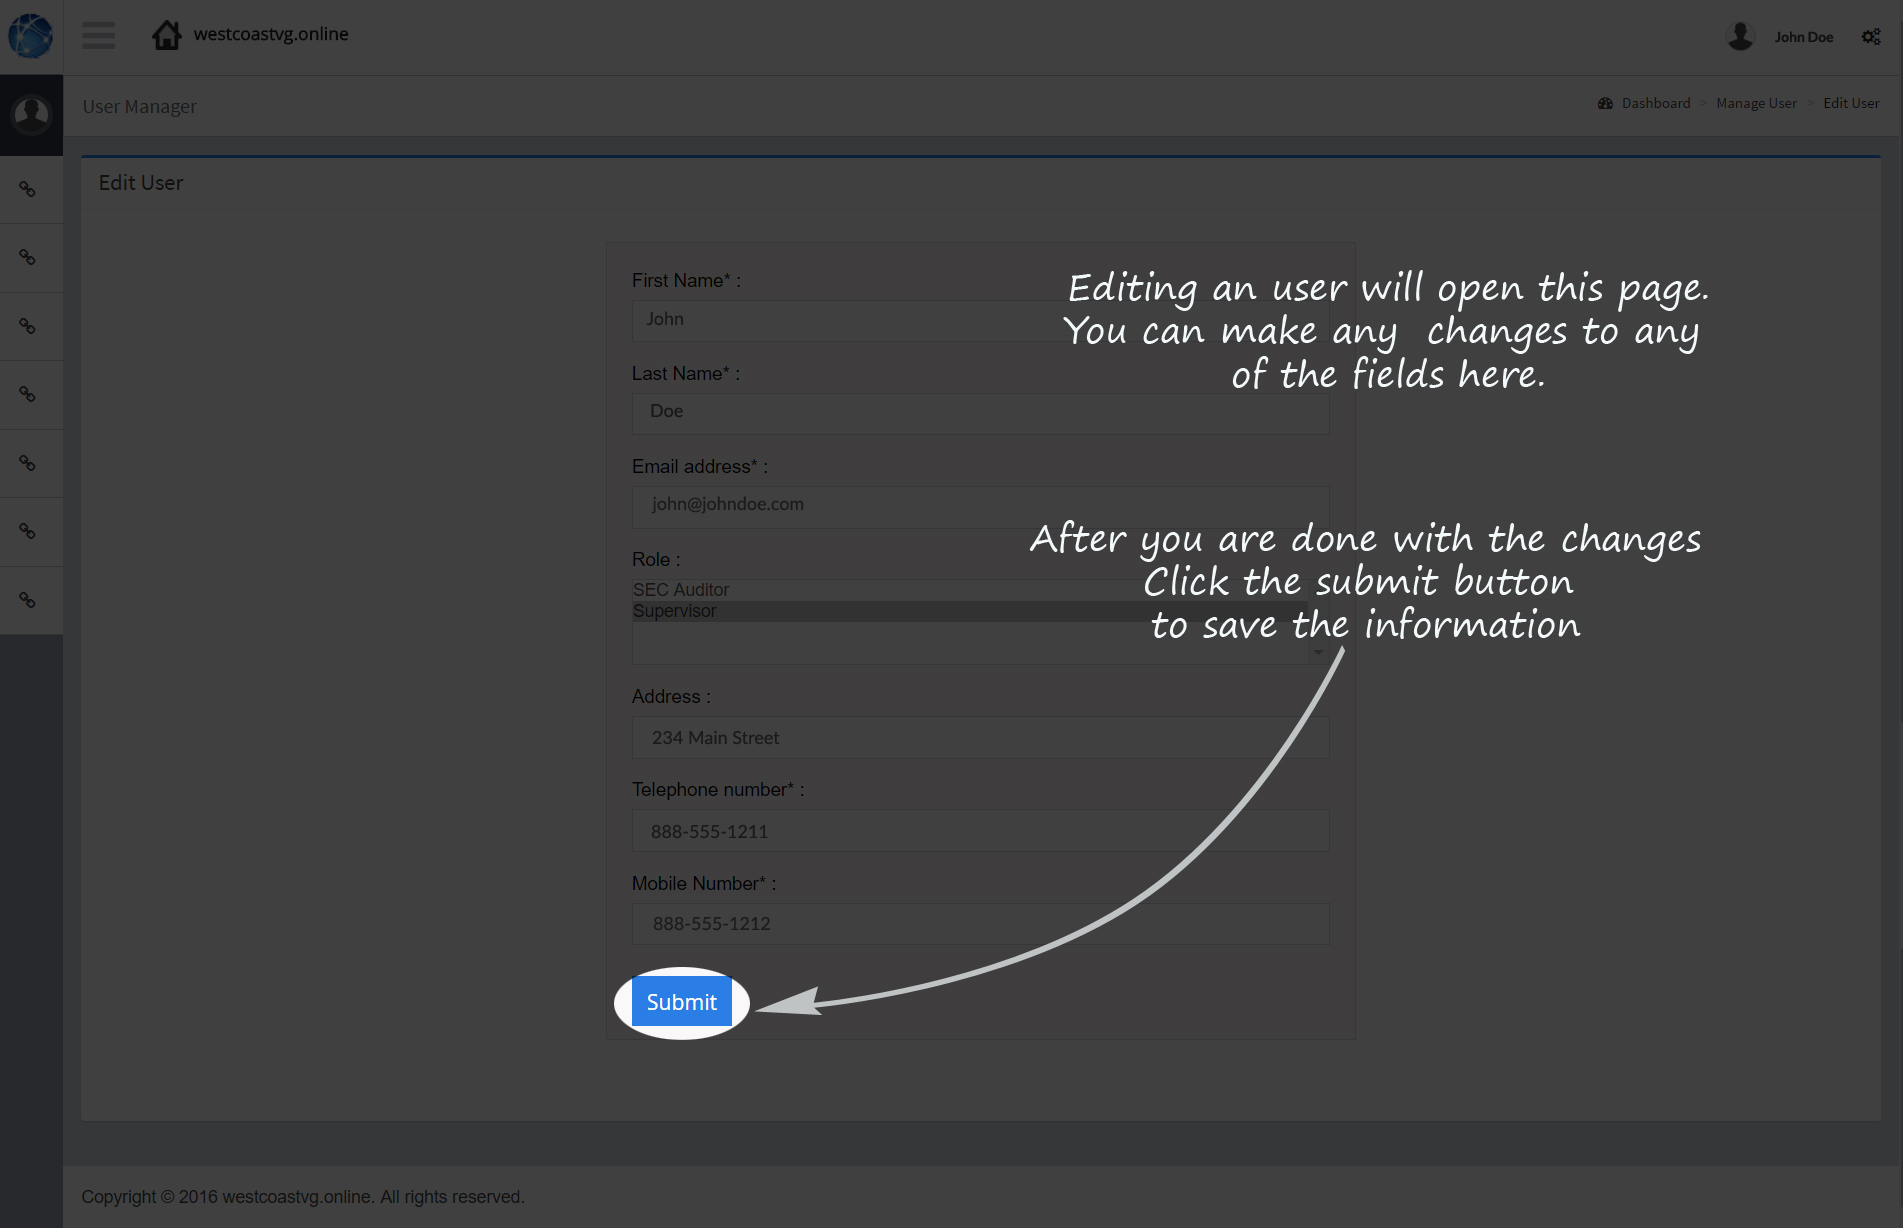 westcoastvg.online
John Doe
User Manager
Dashboard > Manage User > Edit User
Edit User
First Name* :
John
Editing an user will open this page.
You can make any changes to any
of the fields here.
Last Name* :
Doe
Email address* :
john@johndoe.com
After you are done with the changes
Click the submit button
to save the information
Role :
SEC Auditor
Supervisor
Address :
234 Main Street
Telephone number* :
888-555-1211
Mobile Number* :
888-555-1212
Submit
Copyright © 2016 westcoastvg.online. All rights reserved.